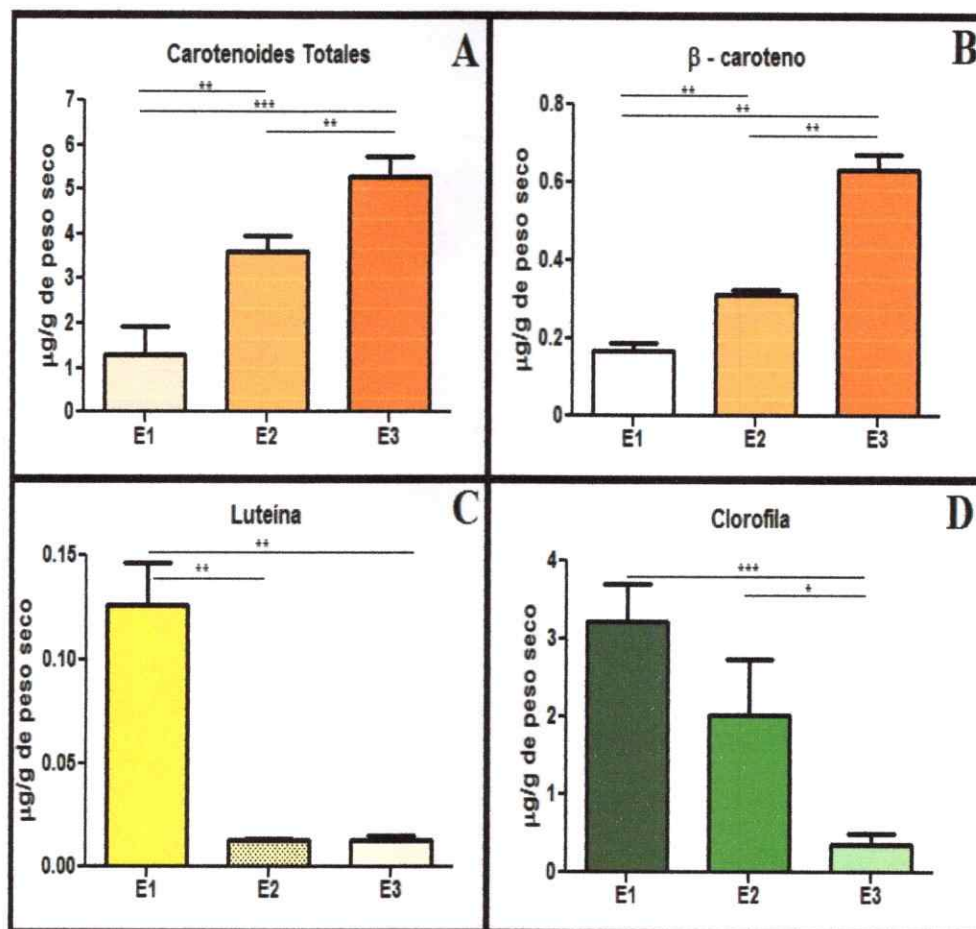 Carotenoides Totales
A
**
***
**
7
6
5
4
3
2
1
0
µg/g de peso seco
E1 E2 E3
β - caroteno
B
**
**
**
0.8
0.6
0.4
0.2
0
µg/g de peso seco
E1 E2 E3
Luteína
C
**
**
0.15
0.10
0.05
0.00
µg/g de peso seco
E1 E2 E3
Clorofila
D
***
*
4
3
2
1
0
µg/g de peso seco
E1 E2 E3